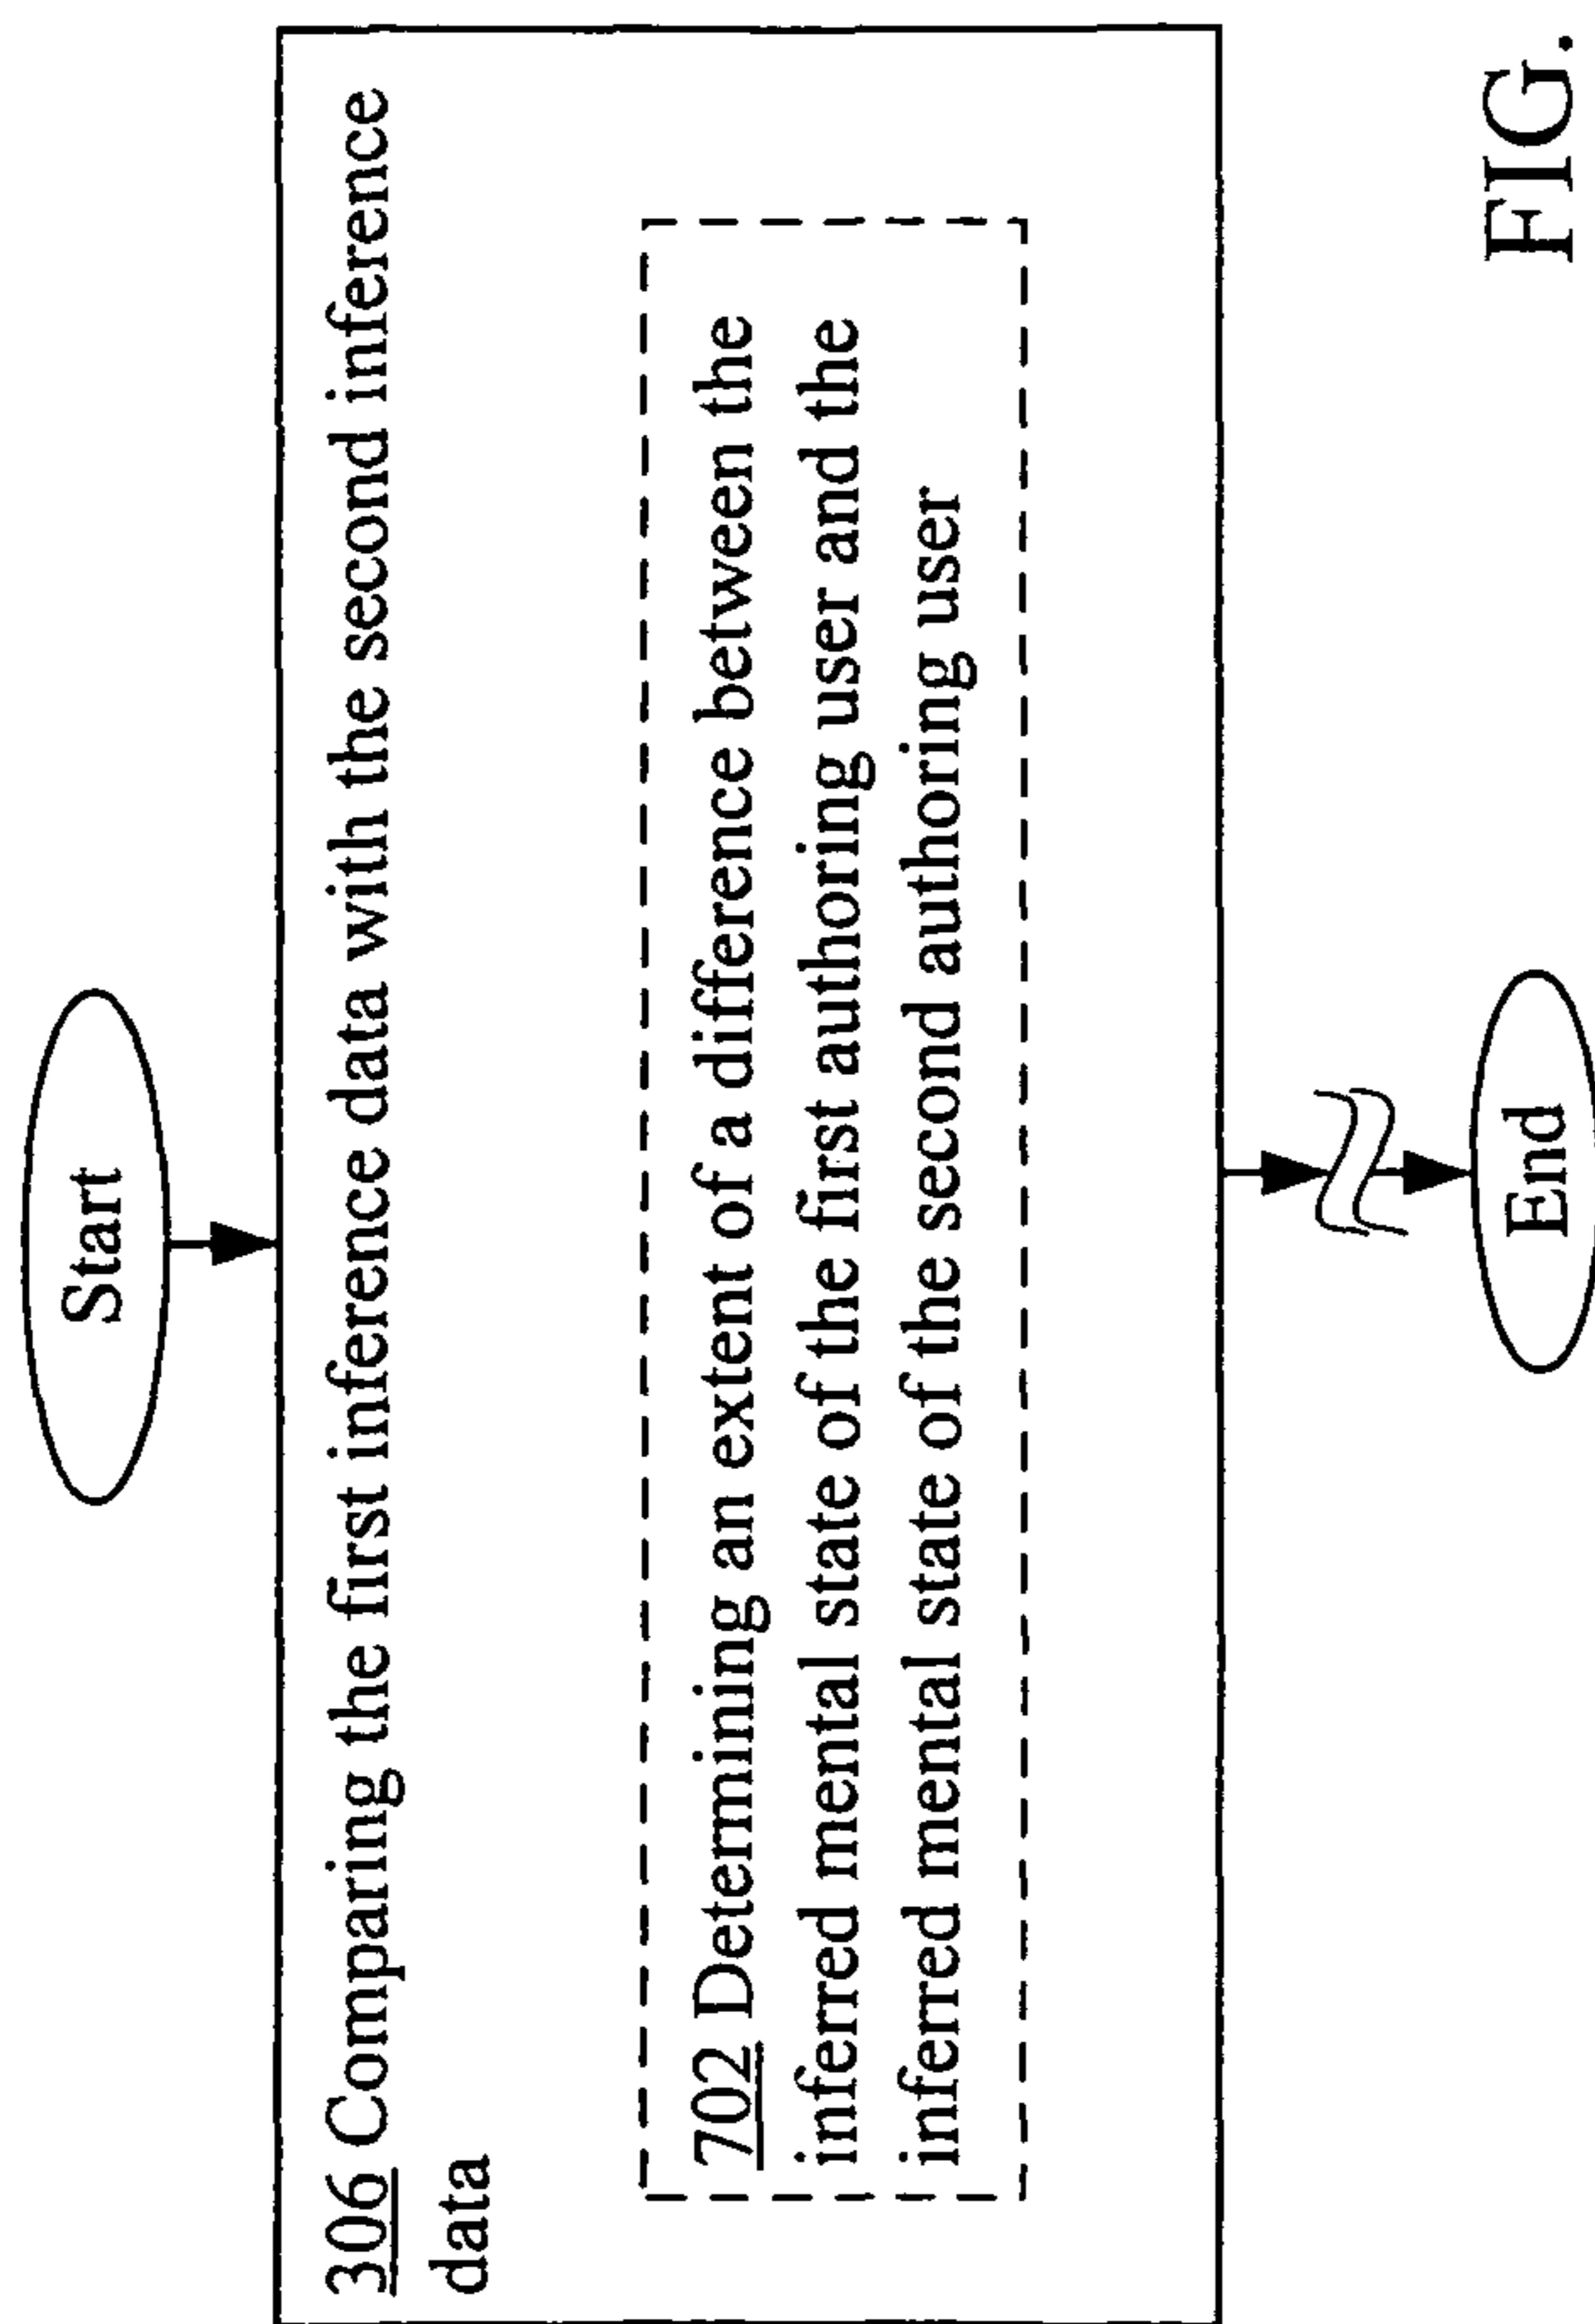 Start
306 Comparing the first inference data with the second inference
data
702 Determining an extent of a difference between the
inferred mental state of the first authoring user and the
inferred mental state of the second authoring user
End
FIG.